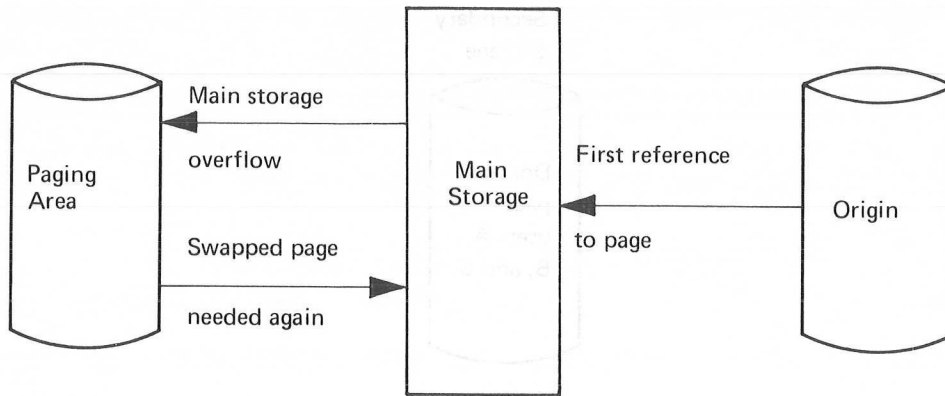 Main storage
overflow
Paging
Area
Swapped page
needed again
Main
Storage
First reference
to page
Origin